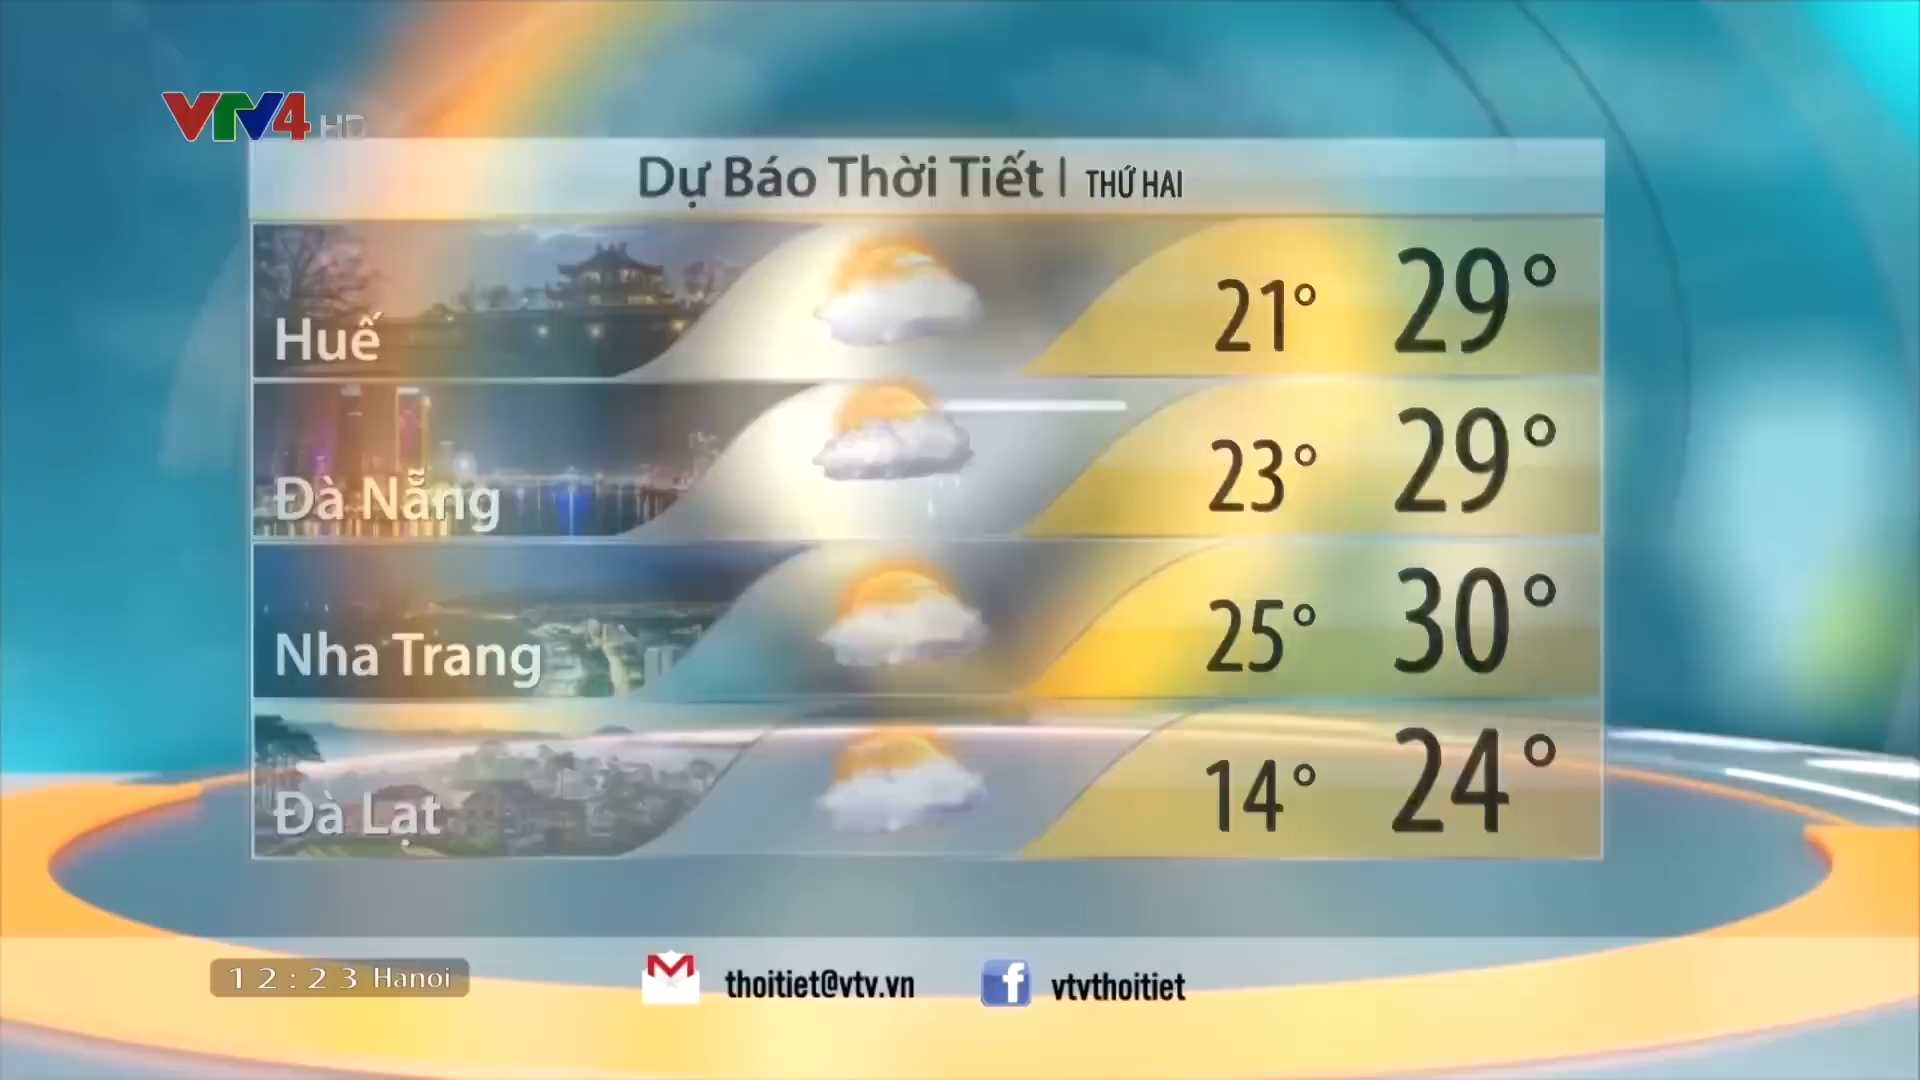 VTV4 HD
Dự Báo Thời Tiết | THỨ HAI
Huế 21° 29°
Đà Nẵng 23° 29°
Nha Trang 25° 30°
Đà Lạt 14° 24°
12:23 Hanoi thoitiet@vtv.vn f vtvthoitiet